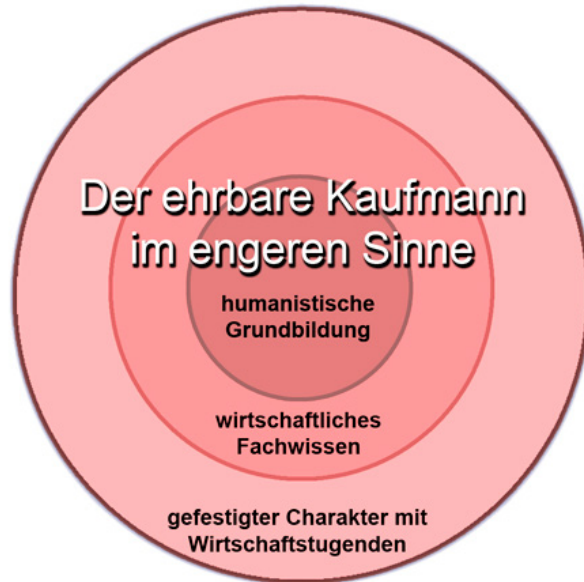 Der ehrbare Kaufmann
im engeren Sinne
humanistische
Grundbildung
wirtschaftliches
Fachwissen
gefestigter Charakter mit
Wirtschaftstugenden